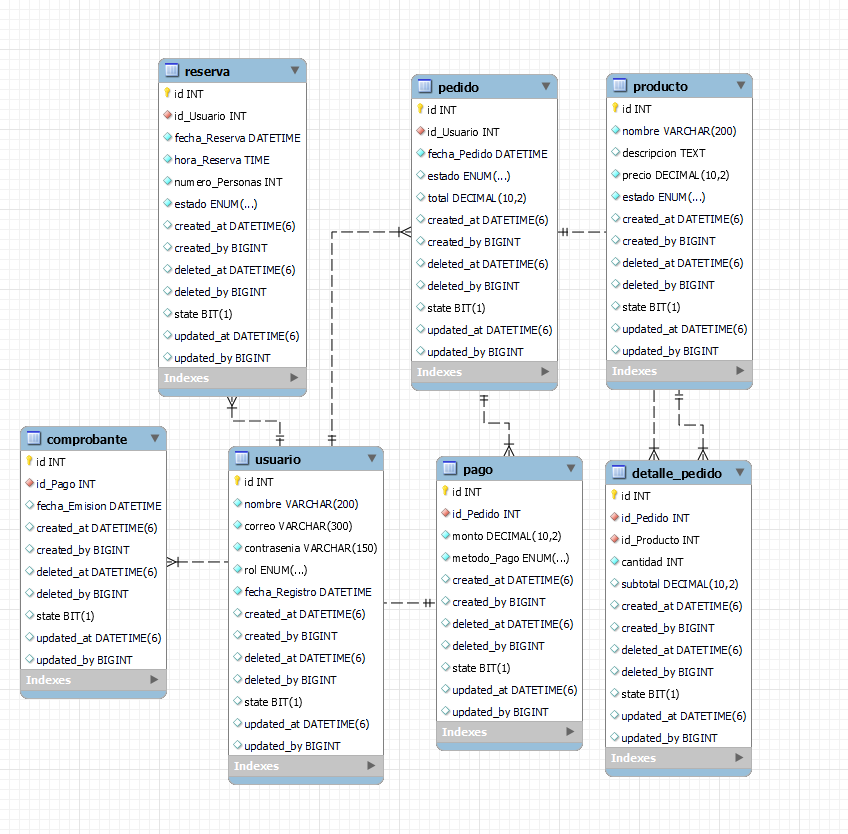 reserva
id INT
id_Usuario INT
fecha_Reserva DATETIME
hora_Reserva TIME
numero_Personas INT
estado ENUM(...)
created_at DATETIME(6)
created_by BIGINT
deleted_at DATETIME(6)
deleted_by BIGINT
state BIT(1)
updated_at DATETIME(6)
updated_by BIGINT
Indexes
pedido
id INT
id_Usuario INT
fecha_Pedido DATETIME
estado ENUM(...)
total DECIMAL(10,2)
created_at DATETIME(6)
created_by BIGINT
deleted_at DATETIME(6)
deleted_by BIGINT
state BIT(1)
updated_at DATETIME(6)
updated_by BIGINT
Indexes
producto
id INT
nombre VARCHAR(200)
descripcion TEXT
precio DECIMAL(10,2)
estado ENUM(...)
created_at DATETIME(6)
created_by BIGINT
deleted_at DATETIME(6)
deleted_by BIGINT
state BIT(1)
updated_at DATETIME(6)
updated_by BIGINT
Indexes
comprobante
id INT
id_Pago INT
fecha_Emision DATETIME
created_at DATETIME(6)
created_by BIGINT
deleted_at DATETIME(6)
deleted_by BIGINT
state BIT(1)
updated_at DATETIME(6)
updated_by BIGINT
Indexes
usuario
id INT
nombre VARCHAR(200)
correo VARCHAR(300)
contrasenia VARCHAR(150)
rol ENUM(...)
fecha_Registro DATETIME
created_at DATETIME(6)
created_by BIGINT
deleted_at DATETIME(6)
deleted_by BIGINT
state BIT(1)
updated_at DATETIME(6)
updated_by BIGINT
Indexes
pago
id INT
id_Pedido INT
monto DECIMAL(10,2)
metodo_Pago ENUM(...)
created_at DATETIME(6)
created_by BIGINT
deleted_at DATETIME(6)
deleted_by BIGINT
state BIT(1)
updated_at DATETIME(6)
updated_by BIGINT
Indexes
detalle_pedido
id INT
id_Pedido INT
id_Producto INT
cantidad INT
subtotal DECIMAL(10,2)
created_at DATETIME(6)
created_by BIGINT
deleted_at DATETIME(6)
deleted_by BIGINT
state BIT(1)
updated_at DATETIME(6)
updated_by BIGINT
Indexes